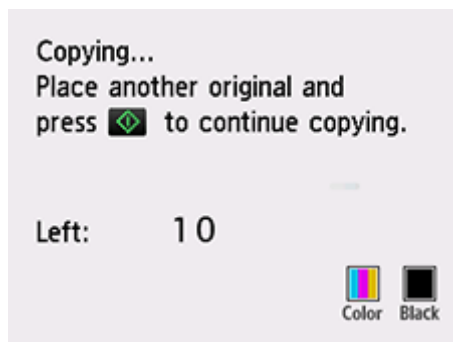 Copying...
Place another original and
press to continue copying.
Left: 10
Color Black